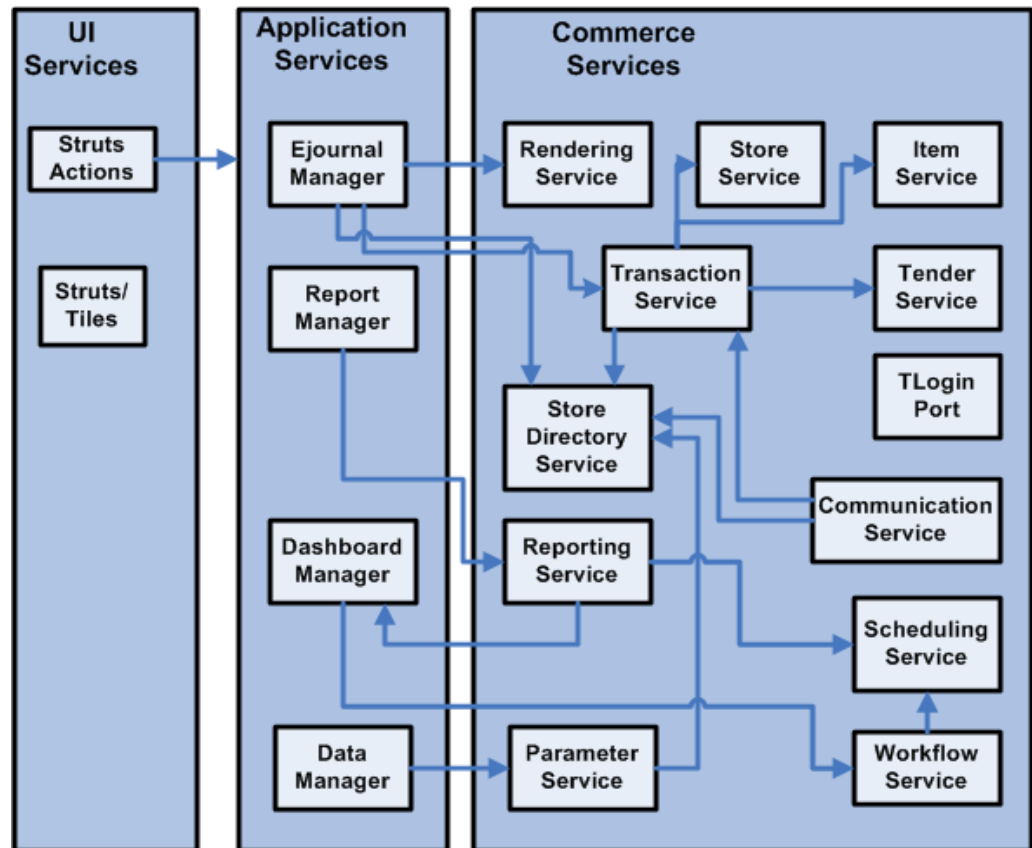 UI
Services
Application
Services
Commerce
Services
Struts
Actions
Ejournal
Manager
Rendering
Service
Store
Service
Item
Service
Struts/
Tiles
Report
Manager
Transaction
Service
Tender
Service
TLogin
Port
Store
Directory
Service
Communication
Service
Dashboard
Manager
Reporting
Service
Scheduling
Service
Data
Manager
Parameter
Service
Workflow
Service